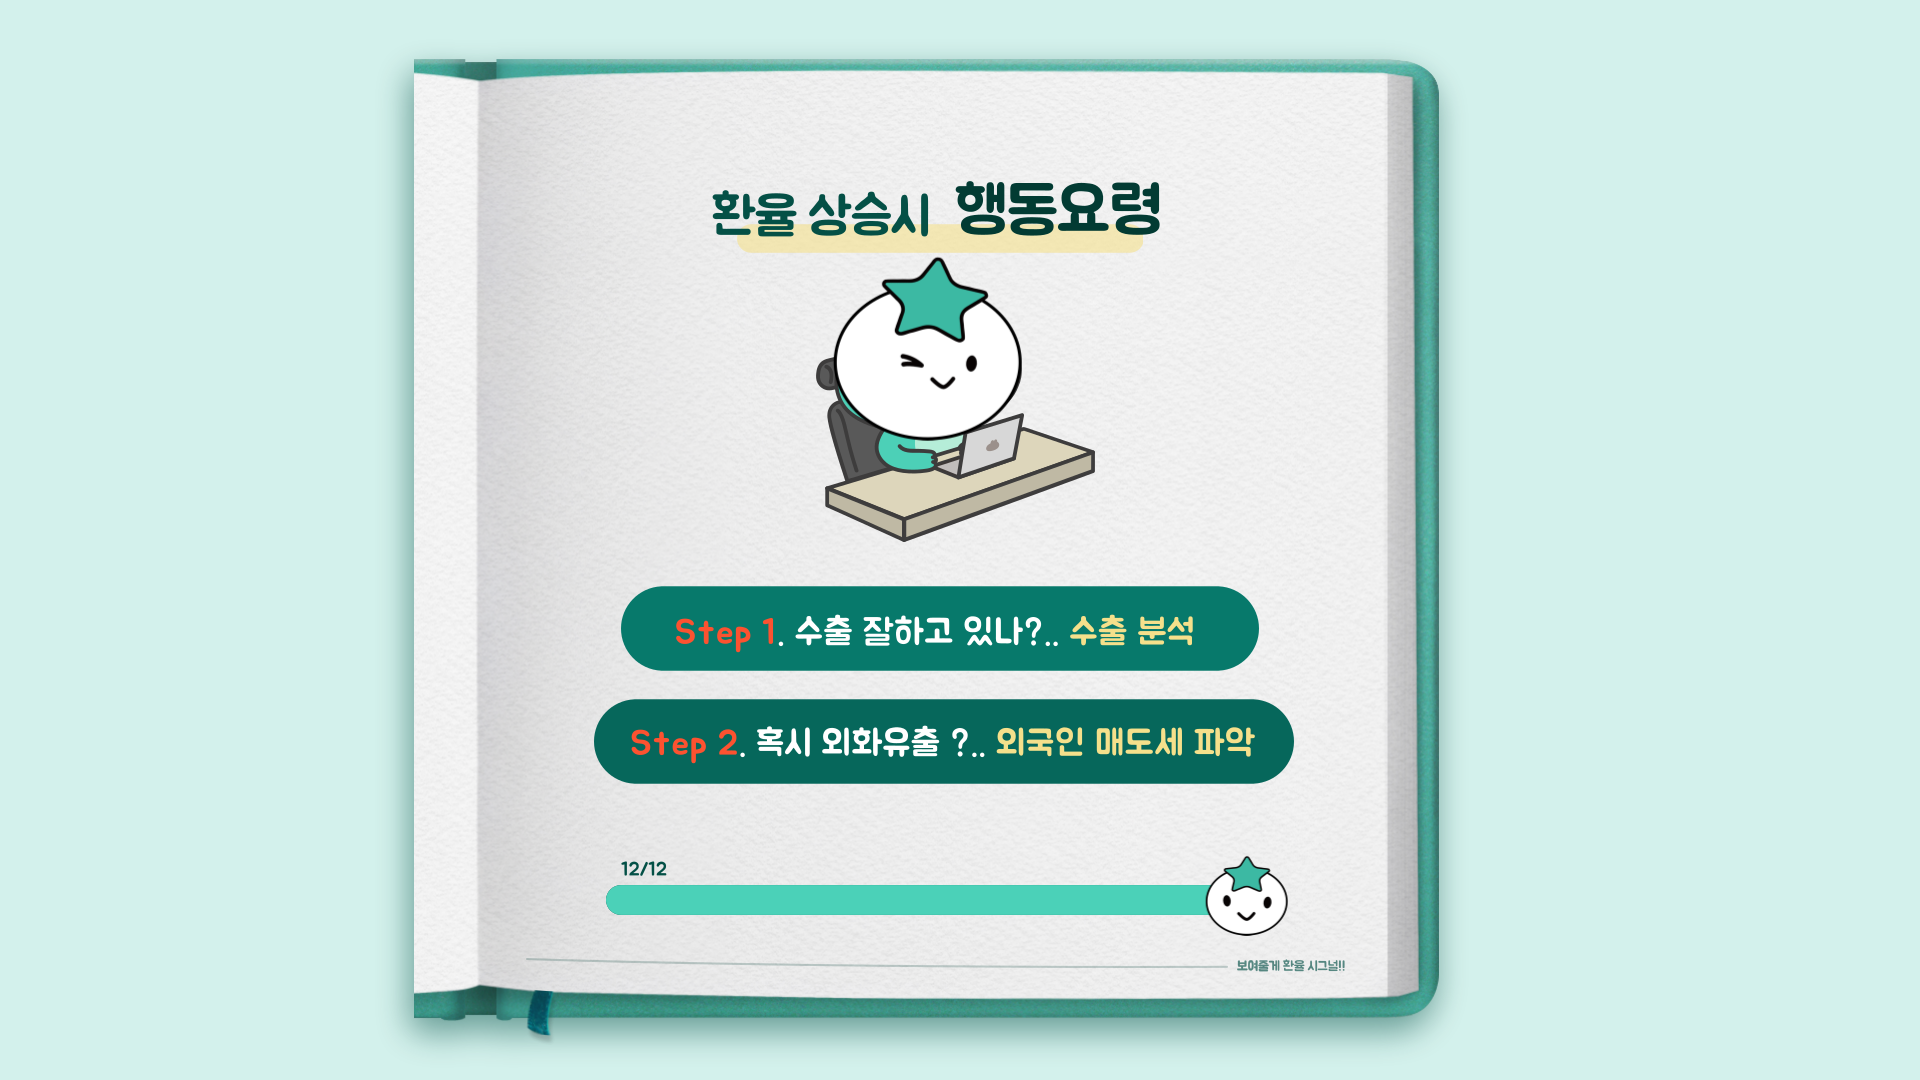 환율 상승시 행동요령
Step 1. 수출 잘하고 있나?.. 수출 분석
Step 2. 혹시 외화유출 ?.. 외국인 매도세 파악
12/12
보여줄게 환율 시그널!!